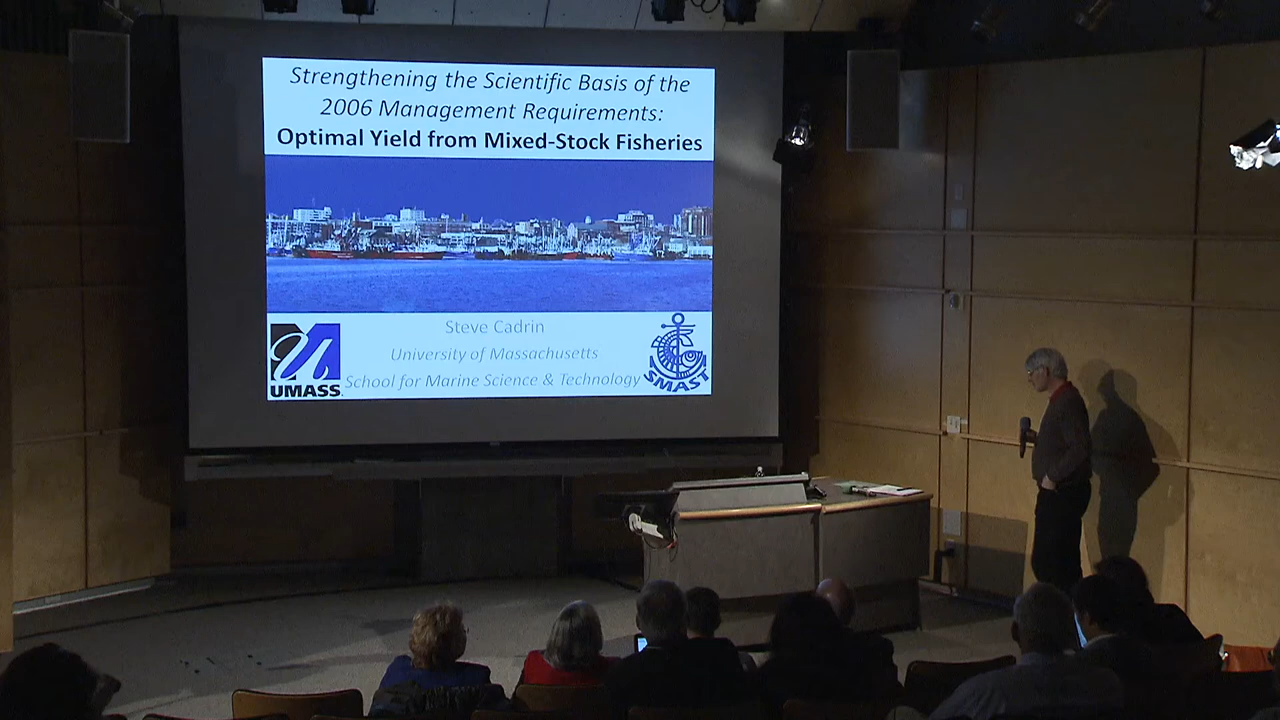 Strengthening the Scientific Basis of the
2006 Management Requirements:
Optimal Yield from Mixed-Stock Fisheries
Steve Cadrin
University of Massachusetts
School for Marine Science & Technology
UMASS
SMAST